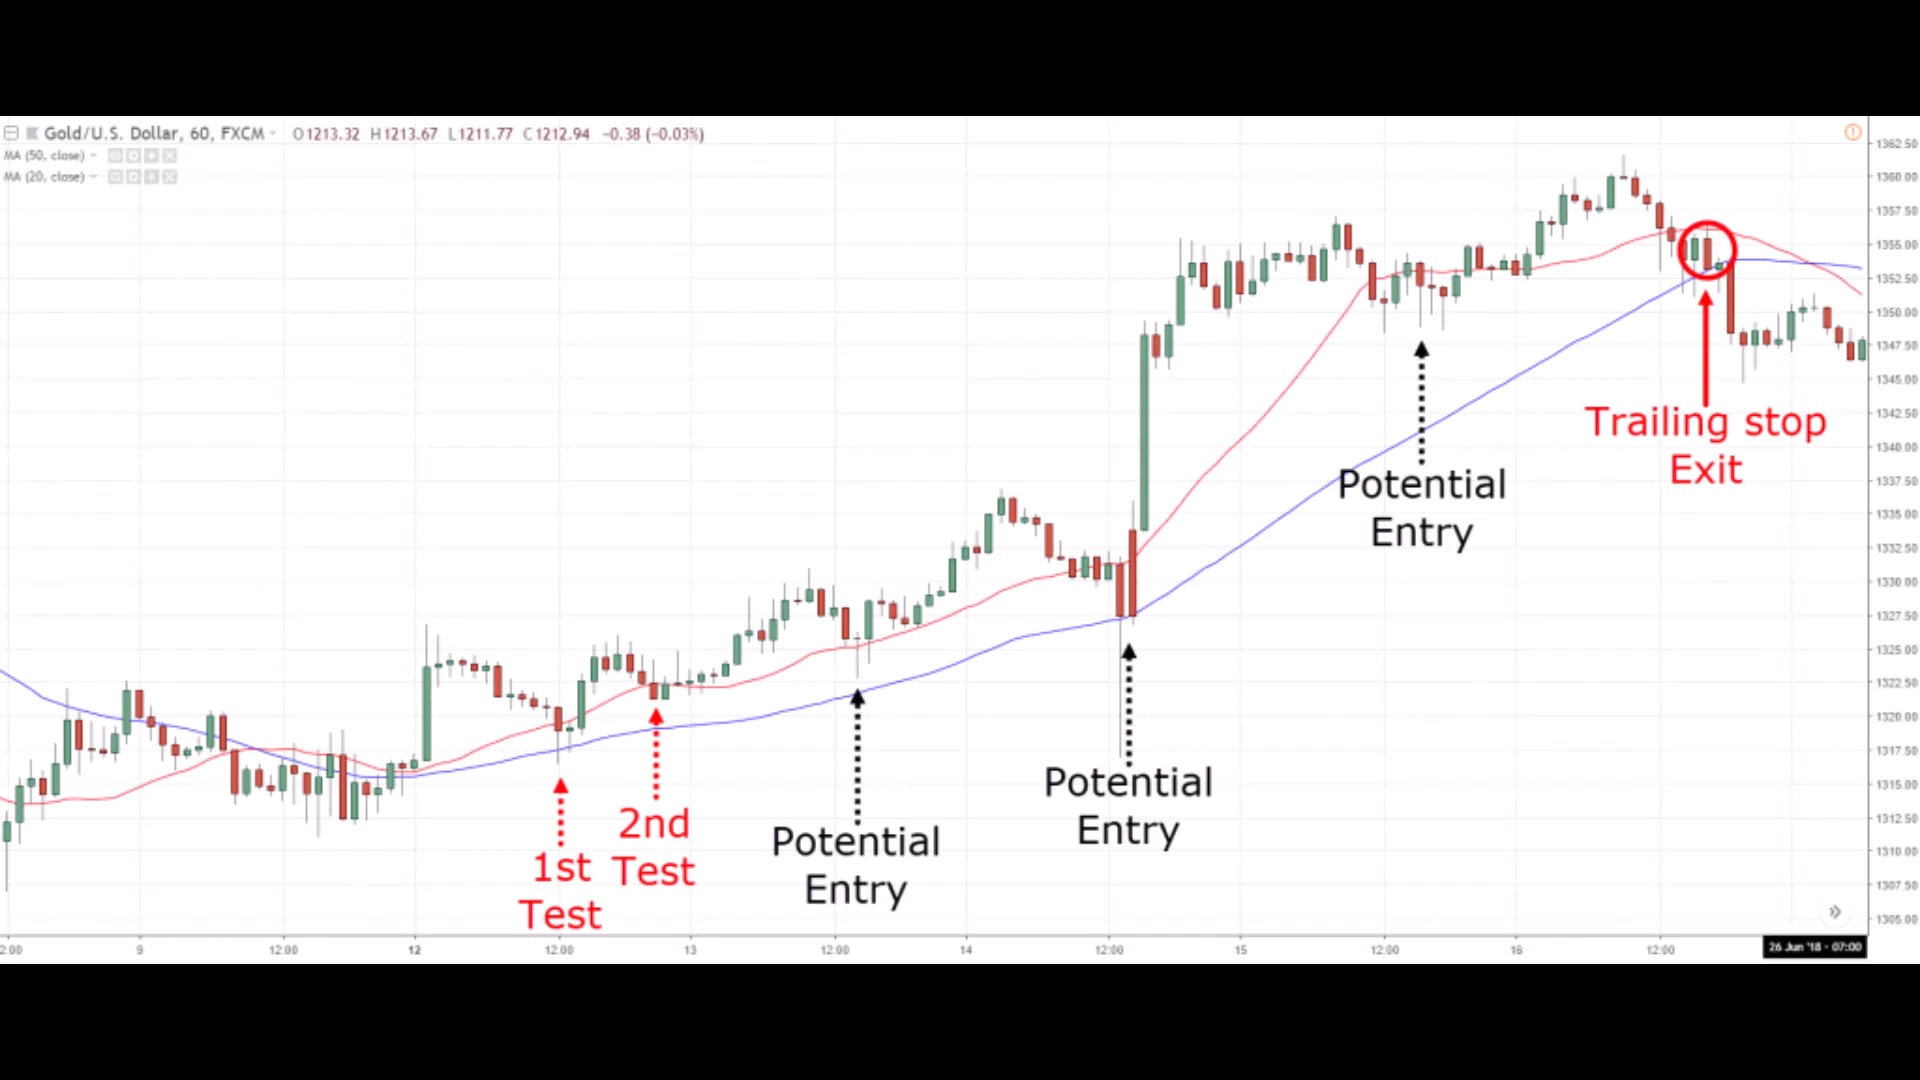 Gold/U.S. Dollar, 60, FXCM O1213.32 H1213.67 L1211.77 C1212.94 −0.38 (−0.03%)
MA (50, close)
MA (20, close)
1362.50
1360.00
1357.50
1355.00
1352.50
1350.00
1347.50
1345.00
1342.50
1340.00
1337.50
1335.00
1332.50
1330.00
1327.50
1325.00
1322.50
1320.00
1317.50
1315.00
1312.50
1310.00
1307.50
1305.00
Trailing stop
Exit
Potential
Entry
Potential
Entry
2nd
Test
Potential
Entry
1st
Test
2:00 9 12:00 12 12:00 13 12:00 14 12:00 15 12:00 16 12:00 26 Jun '18 - 07:00